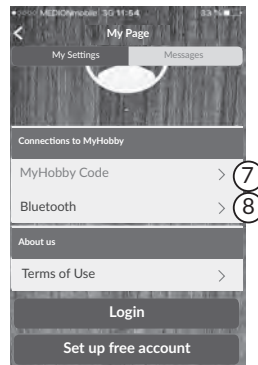 MEDIONmobile 3G 11:54 83 %
My Page
My Settings Messages
Connections to MyHobby
MyHobby Code > 7
Bluetooth > 8
About us
Terms of Use >
Login
Set up free account